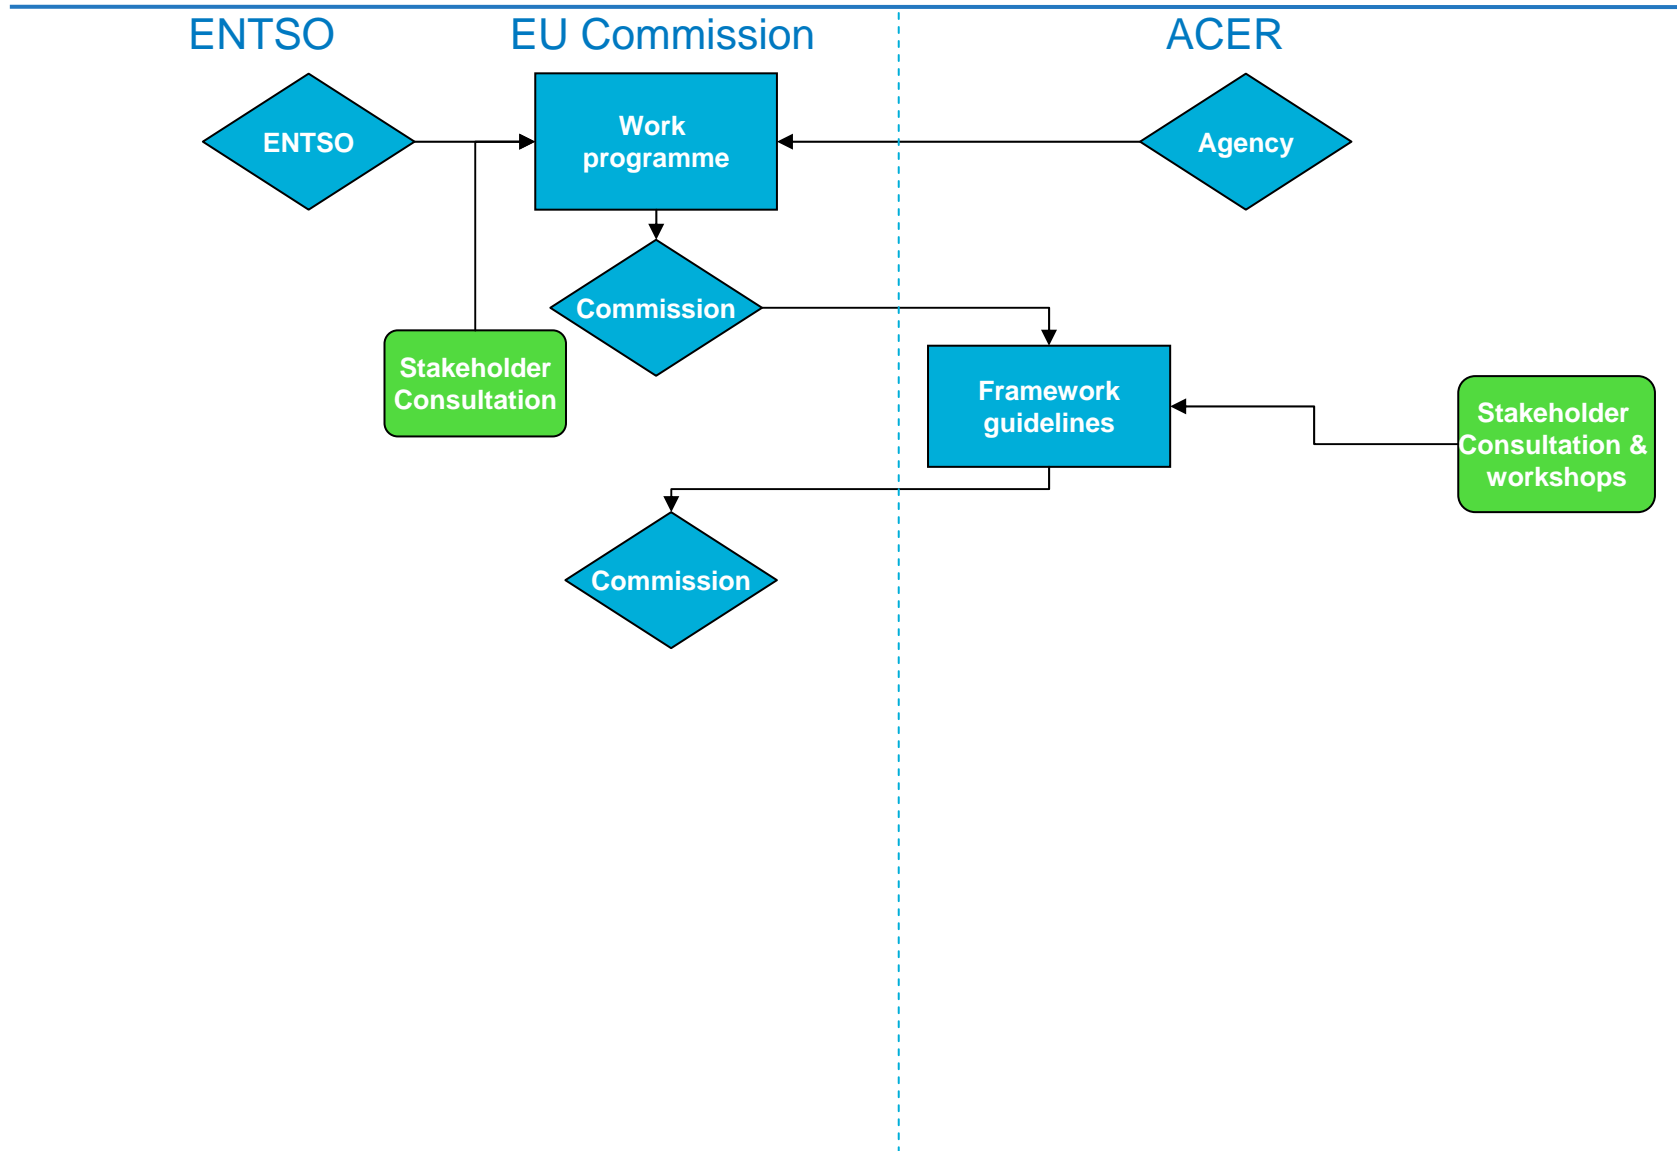 ENTSO
EU Commission
ACER
ENTSO
Work
programme
Agency
Commission
Stakeholder
Consultation
Framework
guidelines
Stakeholder
Consultation &
workshops
Commission